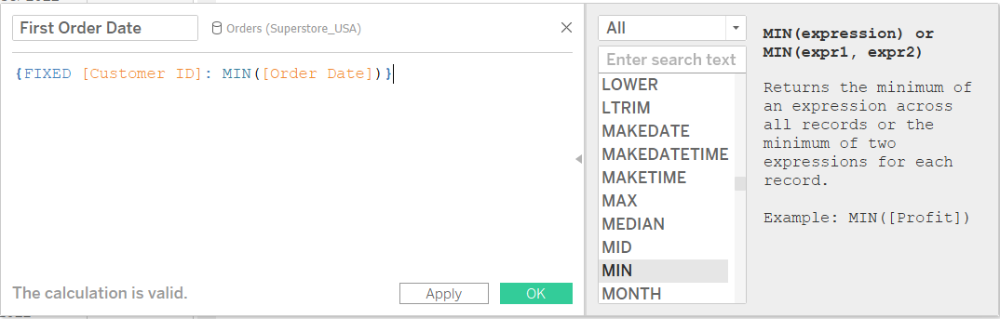 First Order Date
Orders (Superstore_USA)
{FIXED [Customer ID]: MIN([Order Date])}
The calculation is valid.
Apply
OK
All
Enter search text
LOWER
LTRIM
MAKEDATE
MAKEDATETIME
MAKETIME
MAX
MEDIAN
MID
MIN
MONTH
MIN(expression) or
MIN(expr1, expr2)
Returns the minimum of
an expression across
all records or the
minimum of two
expressions for each
record.
Example: MIN([Profit])